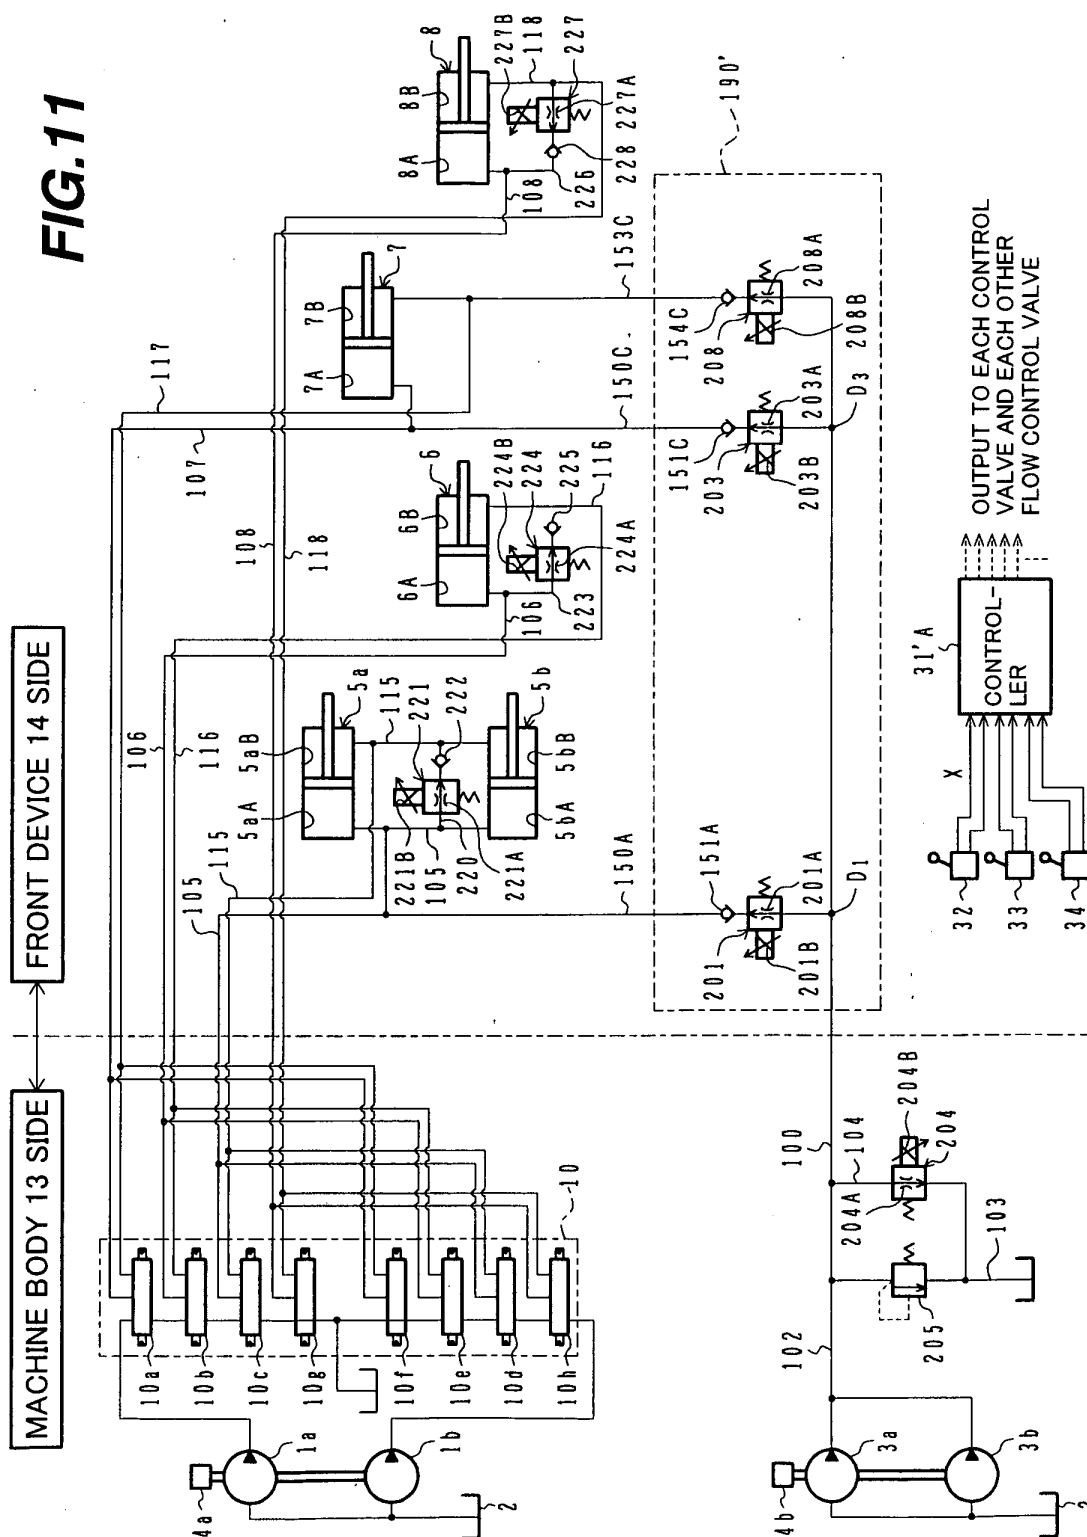 FIG.11
MACHINE BODY 13 SIDE
FRONT DEVICE 14 SIDE
4a
1a
1b
2
10a
10b
10c
10g
10f
10e
10d
10h
10
105
115
106
116
108
118
107
117
5aA
5aB
5a
115
221B
221
222
105
220
221A
5bA
5bB
5b
6A
6B
6
106
224B
224
225
223
224A
116
7A
7B
7
8A
8B
8
108
227B
118
227
227A
226
228
150A
150C
153C
190'
151A
201
201A
201B
D1
151C
203
203A
203B
D3
154C
208
208A
208B
4b
3a
3b
2
102
100
104
204B
204A
204
205
103
32
33
34
X
31'A
CONTROL-
LER
OUTPUT TO EACH CONTROL
VALVE AND EACH OTHER
FLOW CONTROL VALVE